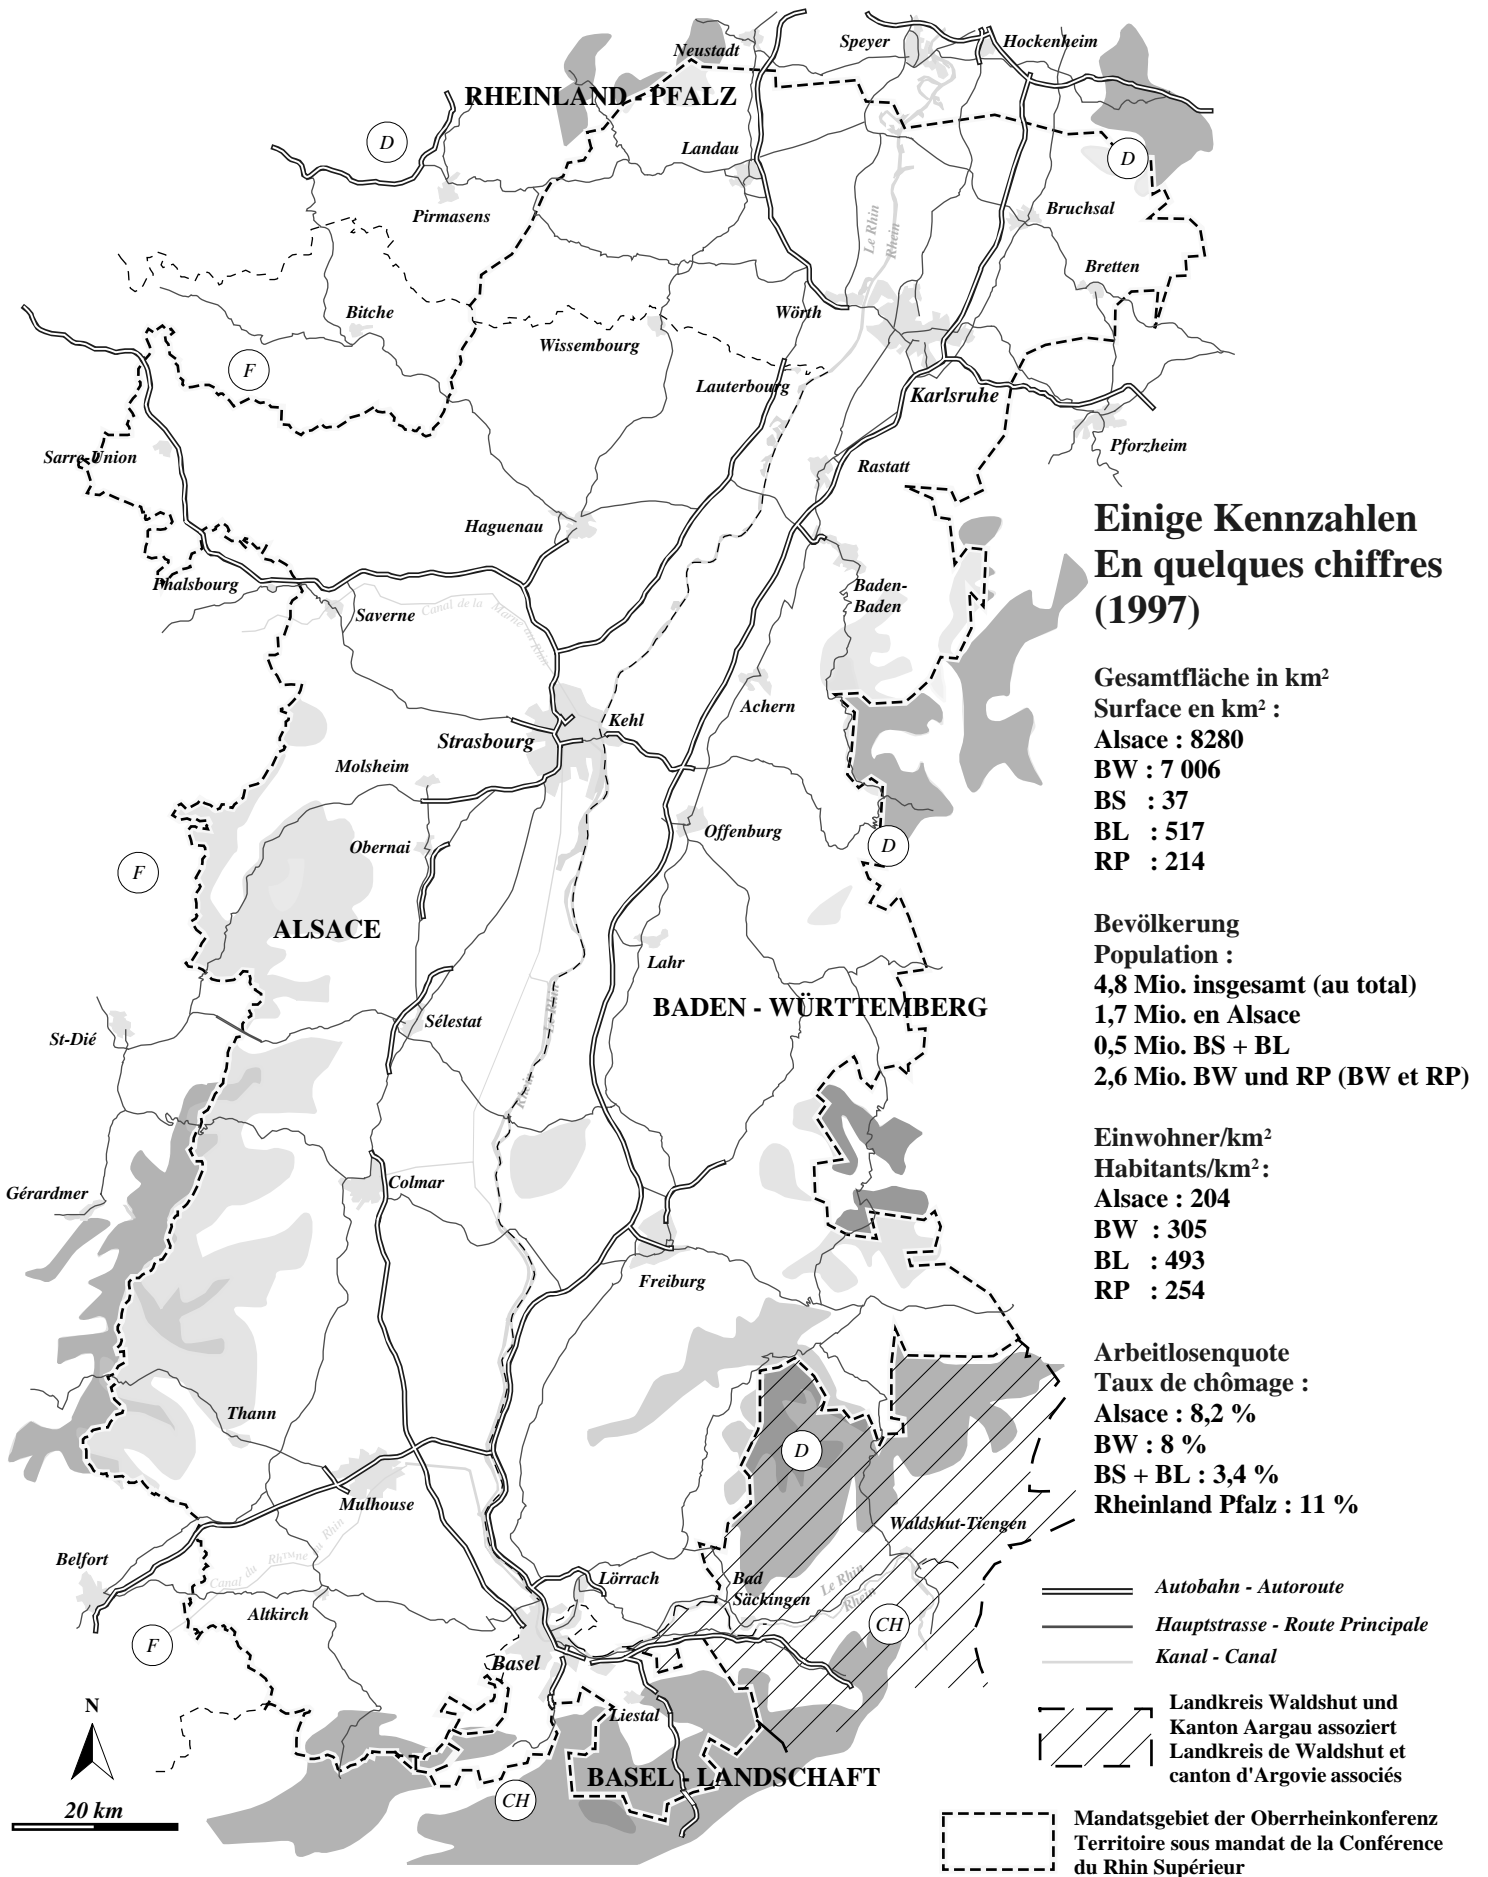 Neustadt
Speyer
Hockenheim
RHEINLAND - PFALZ
D
Landau
D
Pirmasens
Bruchsal
Le Rhin
Rhein
Bretten
Bitche
Wörth
Wissembourg
F
Lauterbourg
Karlsruhe
Pforzheim
Sarre-Union
Rastatt
Haguenau
Einige Kennzahlen
En quelques chiffres
(1997)
Phalsbourg
Baden-
Baden
Saverne
Canal de la Marne au Rhin
Gesamtfläche in km²
Surface en km² :
Alsace : 8280
BW : 7 006
BS : 37
BL : 517
RP : 214
Achern
Kehl
Strasbourg
Molsheim
Offenburg
Obernai
D
F
ALSACE
Bevölkerung
Population :
4,8 Mio. insgesamt (au total)
1,7 Mio. en Alsace
0,5 Mio. BS + BL
2,6 Mio. BW und RP (BW et RP)
Lahr
BADEN - WÜRTTEMBERG
Le Rhin
Rhein
Sélestat
St-Dié
Einwohner/km²
Habitants/km²:
Alsace : 204
BW : 305
BL : 493
RP : 254
Colmar
Gérardmer
Freiburg
Arbeitlosenquote
Taux de chômage :
Alsace : 8,2 %
BW : 8 %
BS + BL : 3,4 %
Rheinland Pfalz : 11 %
Thann
D
Mulhouse
Waldshut-Tiengen
Belfort
Canal du Rhône au Rhin
Lörrach
Bad
Säckingen
Le Rhin
Rhein
Altkirch
CH
F
Basel
Liestal
BASEL - LANDSCHAFT
CH
N
20 km
Autobahn - Autoroute
Hauptstrasse - Route Principale
Kanal - Canal
Landkreis Waldshut und
Kanton Aargau assoziert
Landkreis de Waldshut et
canton d'Argovie associés
Mandatsgebiet der Oberrheinkonferenz
Territoire sous mandat de la Conférence
du Rhin Supérieur